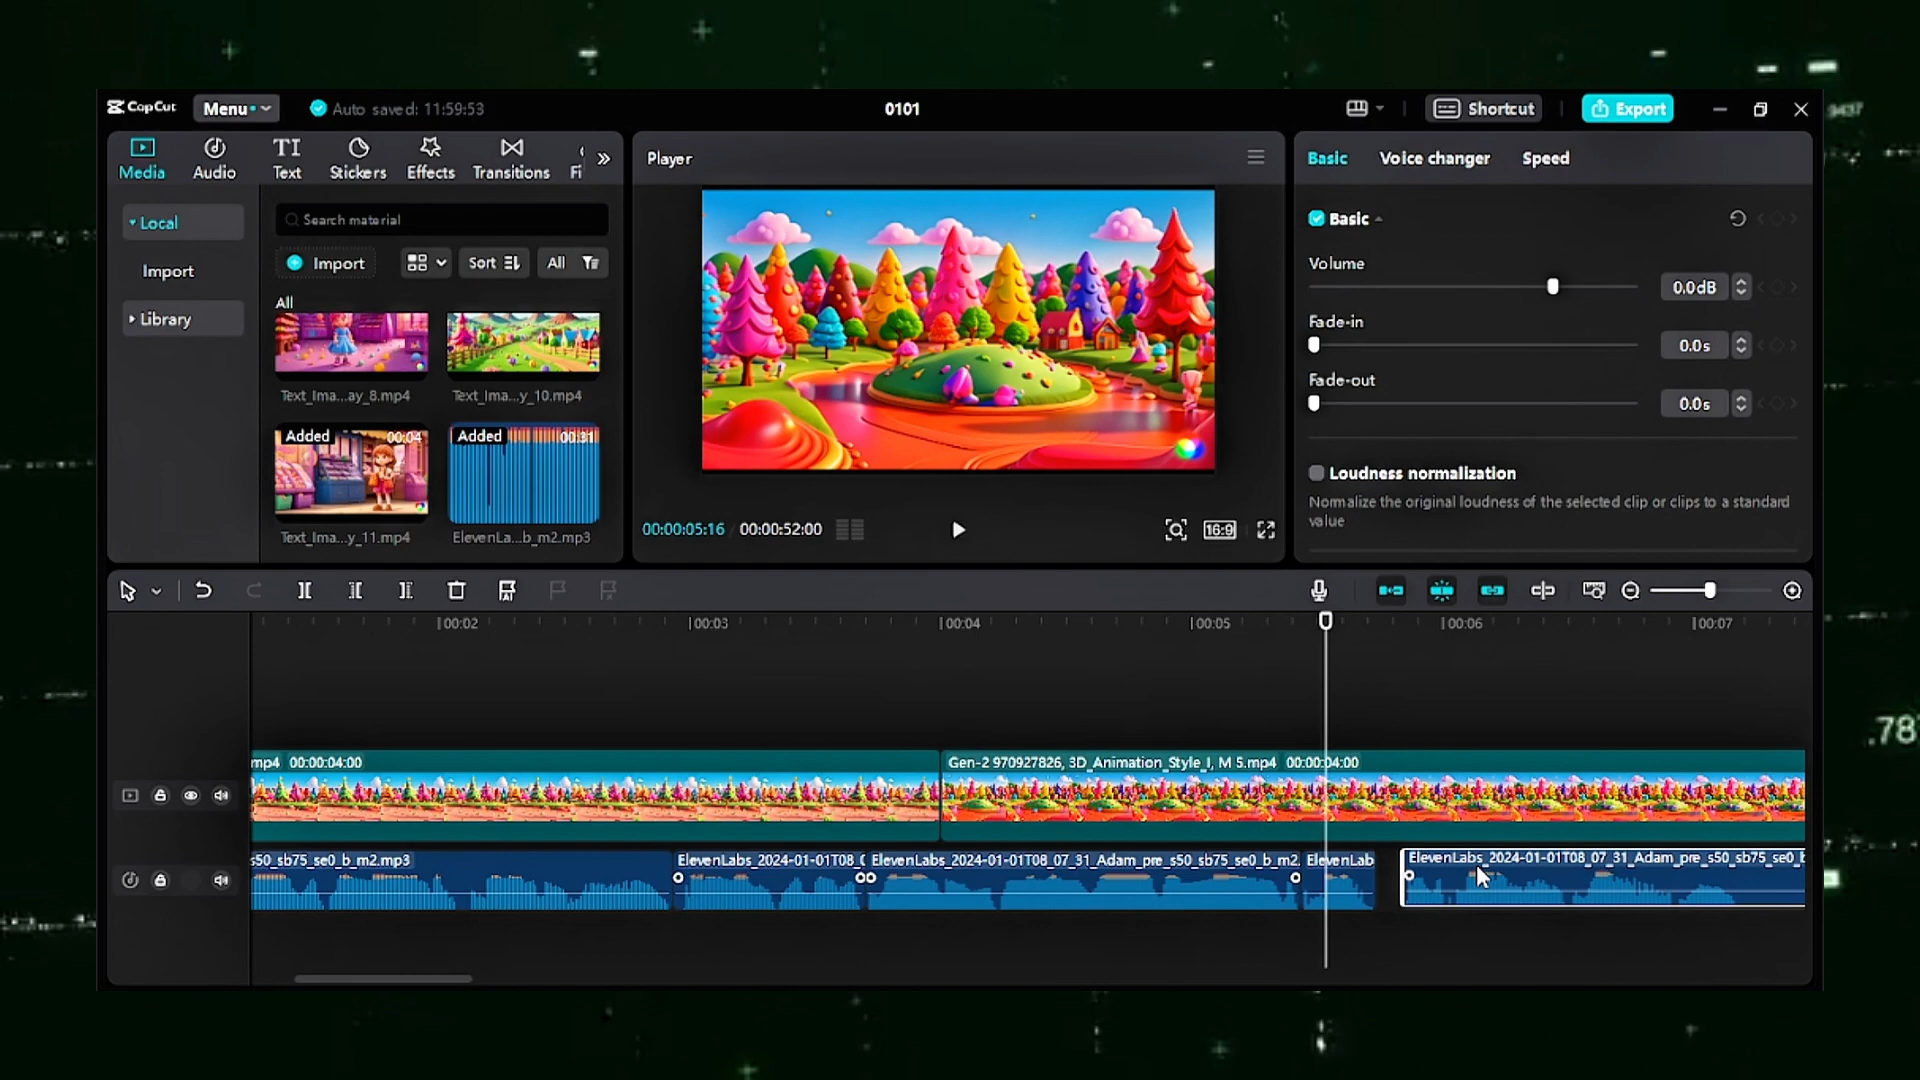 CapCut
Menu
Auto saved: 11:59:53
0101
Shortcut
Export
Media
Audio
TI
Text
Stickers
Effects
Transitions
Fi
Local
Import
Library
Search material
Import
Sort
All
All
Text_Ima...ay_8.mp4
Text_Ima...y_10.mp4
Added
00:04
Added
00:31
Text_Ima...y_11.mp4
ElevenLa...b_m2.mp3
Player
00:00:05:16
00:00:52:00
16:9
Basic
Voice changer
Speed
Basic
Volume
0.0dB
Fade-in
0.0s
Fade-out
0.0s
Loudness normalization
Normalize the original loudness of the selected clip or clips to a standard
value
00:02
00:03
00:04
00:05
00:06
00:07
mp4 00:00:04:00
Gen-2 970927826, 3D_Animation_Style_I, M 5.mp4 00:00:04:00
s50_sb75_se0_b_m2.mp3
ElevenLabs_2024-01-01T08_0
ElevenLabs_2024-01-01T08_07_31_Adam_pre_s50_sb75_se0_b_m2.
ElevenLab
ElevenLabs_2024-01-01T08_07_31_Adam_pre_s50_sb75_se0_b
.78